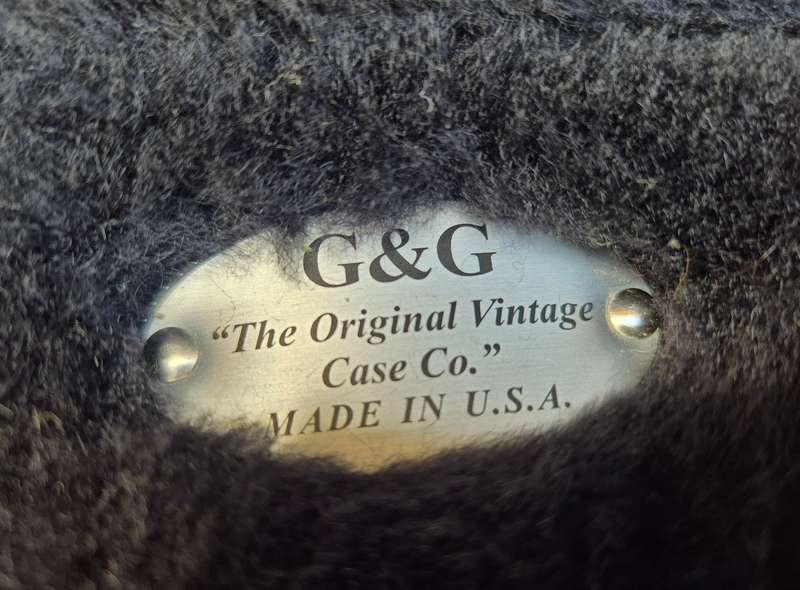 G&G
“The Original Vintage
Case Co.”
MADE IN U.S.A.